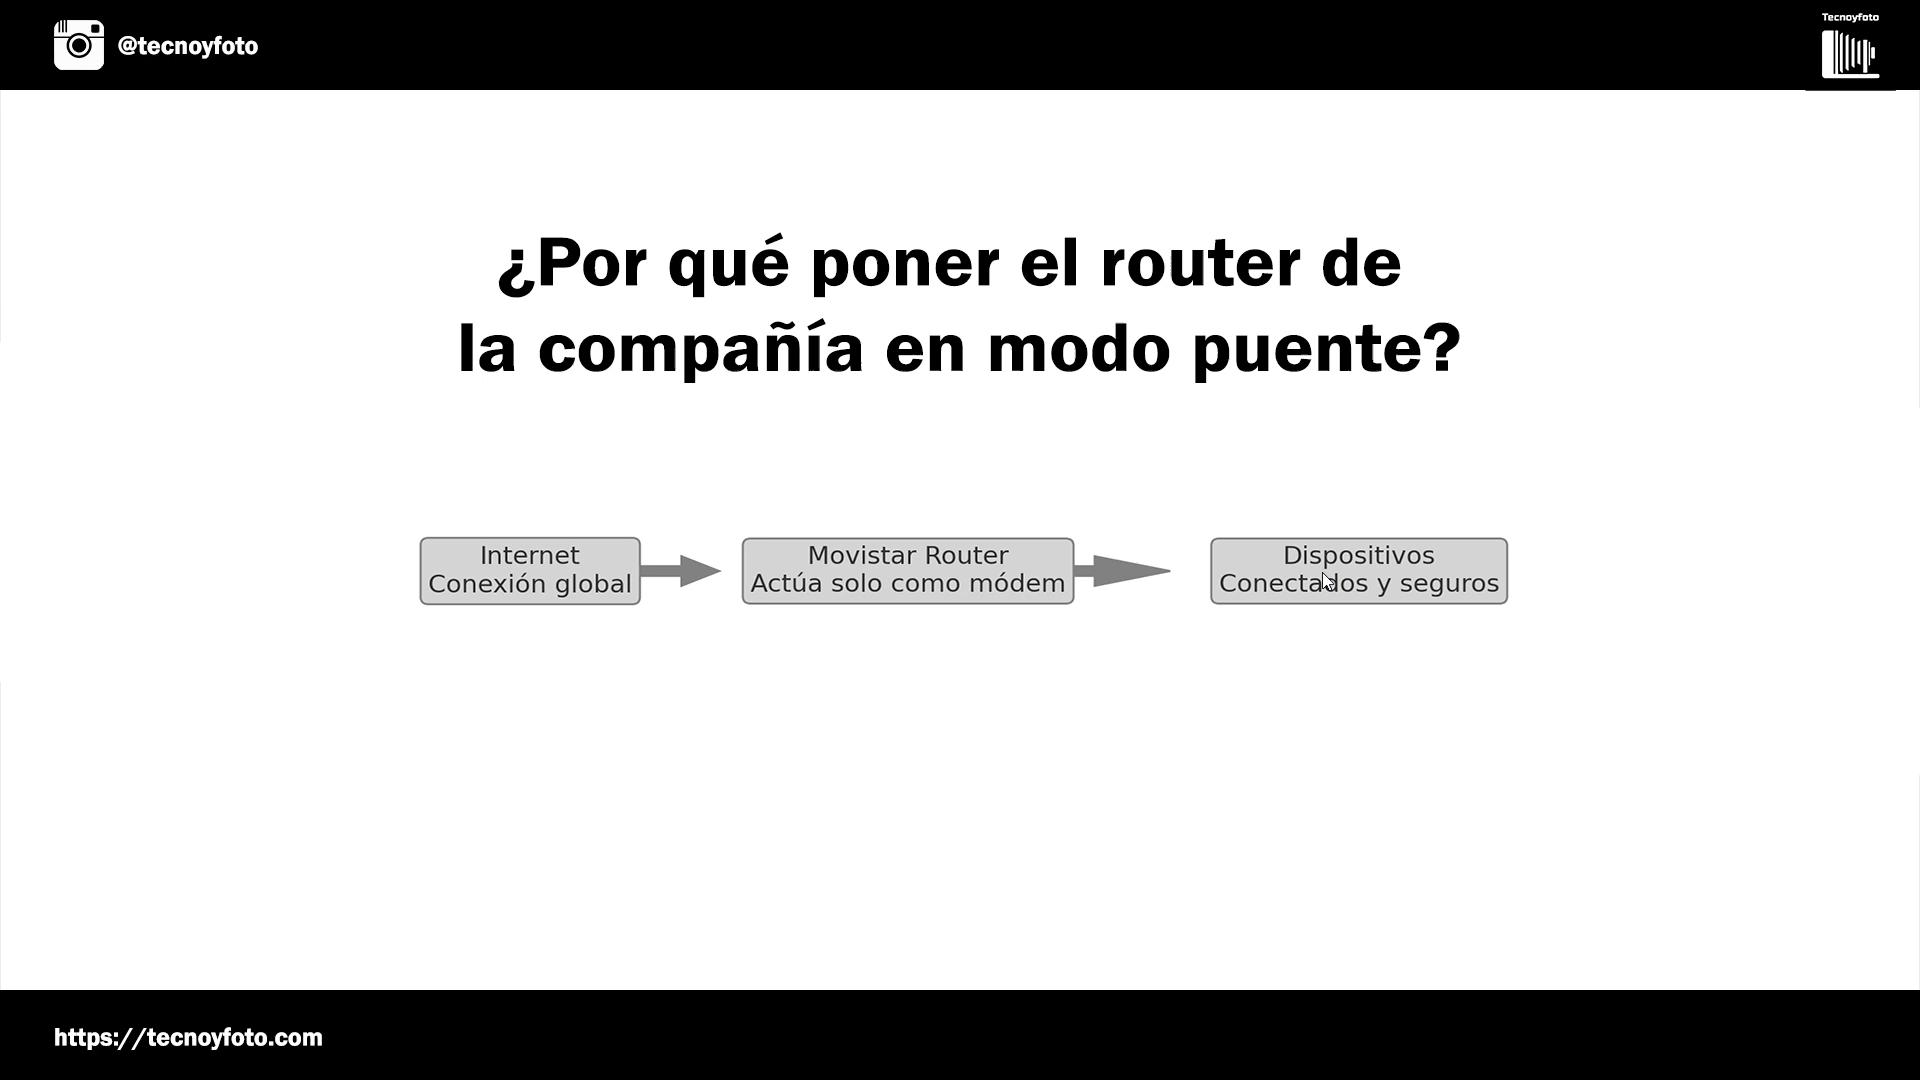 @tecnoyfoto
Tecnoyfoto
¿Por qué poner el router de
la compañía en modo puente?
Internet
Conexión global
Movistar Router
Actúa solo como módem
Dispositivos
Conectados y seguros
https://tecnoyfoto.com